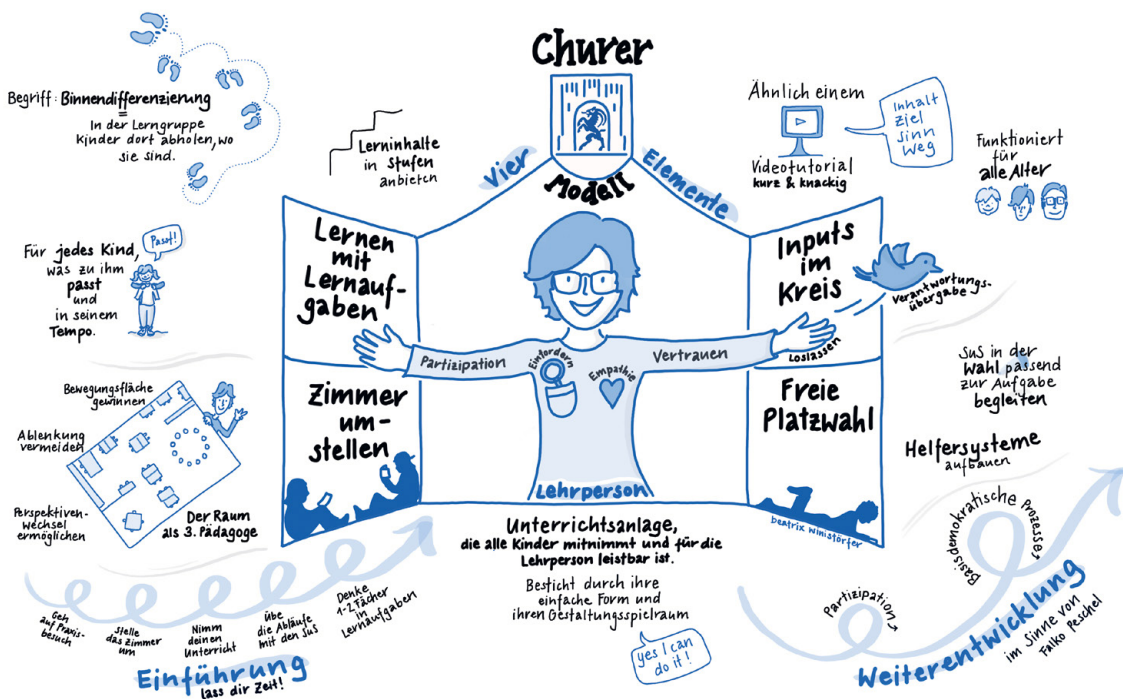 Churer
Modell
Vier
Elemente
Begriff: Binnendifferenzierung
=
In der Lerngruppe
Kinder dort abholen, wo
sie sind.
Lerninhalte
in Stufen
anbieten
Für jedes Kind,
was zu ihm
passt
und
in seinem
Tempo.
Passt!
Ähnlich einem
Videotutorial
kurz & knackig
Inhalt
Ziel
Sinn
Weg
Funktioniert
für
alle Alter
Lernen
mit
Lernauf-
gaben
Inputs
im
Kreis
Verantwortungs-
übergabe
Partizipation
Einfordern
Empathie
Vertrauen
Loslassen
Zimmer
um-
stellen
Freie
Platzwahl
Lehrperson
beatrix winistörfer
Bewegungsfläche
gewinnen
Ablenkung
vermeiden
Perspektiven-
wechsel
ermöglichen
Der Raum
als 3. Pädagoge
SuS in der
Wahl passend
zur Aufgabe
begleiten
Helfersysteme
aufbauen
Unterrichtsanlage,
die alle Kinder mitnimmt und für die
Lehrperson leistbar ist.
Besticht durch ihre
einfache Form und
ihren Gestaltungsspielraum
yes I can
do it!
Geh
auf Praxis-
besuch
Stelle
das Zimmer
um
Nimm
deinen
Unterricht
Übe
die Abläufe
mit den SuS
Denke
1-2 Fächer
in
Lernaufgaben
Einführung
lass dir Zeit!
Partizipation
Basisdemokratische Prozesse
Weiterentwicklung
im Sinne von
Falko Peschel